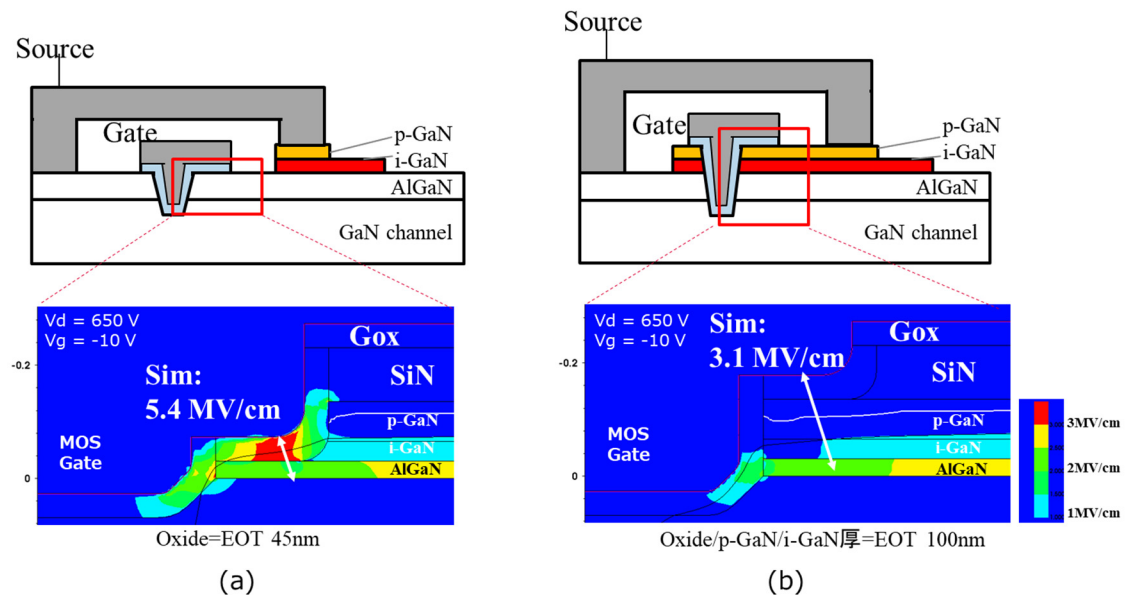 Source
Gate
p-GaN
i-GaN
AlGaN
GaN channel
Vd = 650 V
Vg = -10 V
Gox
Sim:
5.4 MV/cm
SiN
-0.2
p-GaN
MOS
Gate
i-GaN
AlGaN
0
Oxide=EOT 45nm
(a)
Source
Gate
p-GaN
i-GaN
AlGaN
GaN channel
Vd = 650 V
Vg = -10 V
Sim:
3.1 MV/cm
Gox
-0.2
SiN
p-GaN
MOS
Gate
i-GaN
AlGaN
0
3MV/cm
2MV/cm
1MV/cm
Oxide/p-GaN/i-GaN厚=EOT 100nm
(b)